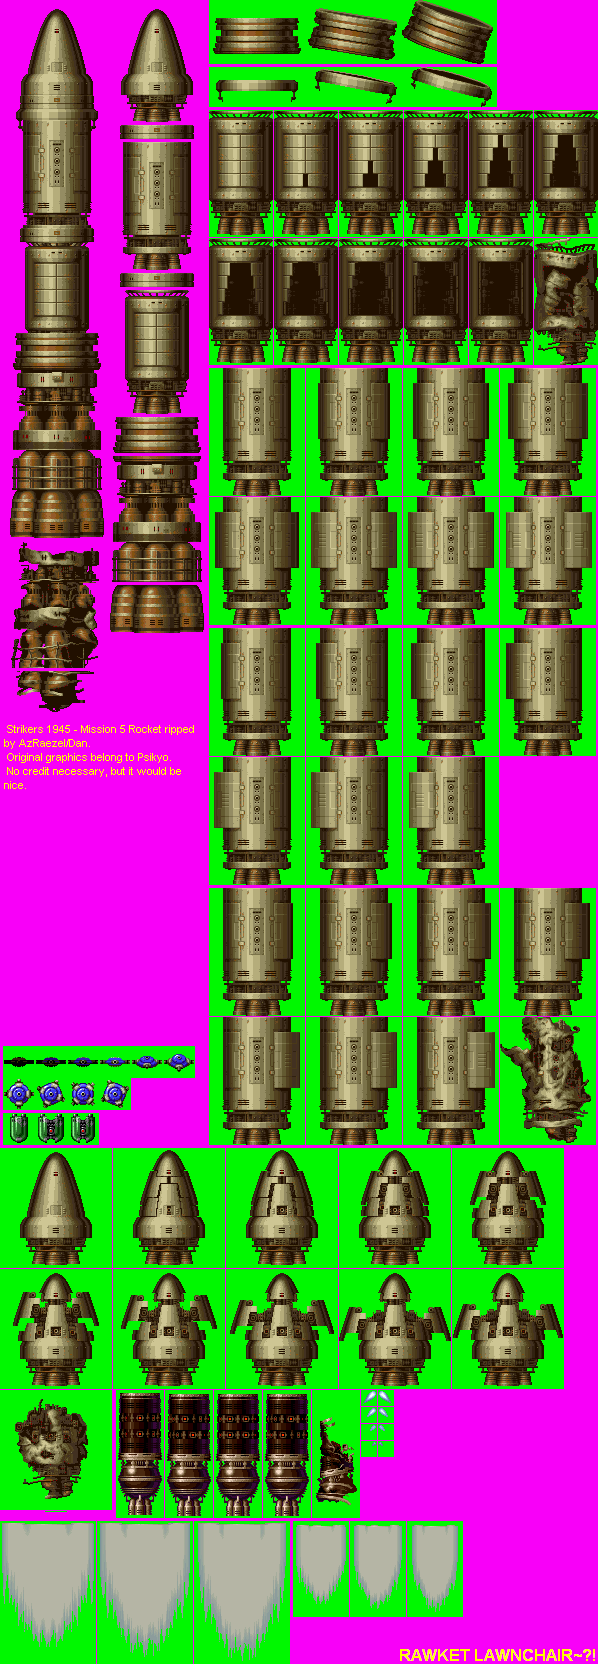 Strikers 1945 - Mission 5 Rocket ripped
by AzRaezel/Dan.
Original graphics belong to Psikyo.
No credit necessary, but it would be
nice.
RAWKET LAWNCHAIR~?!